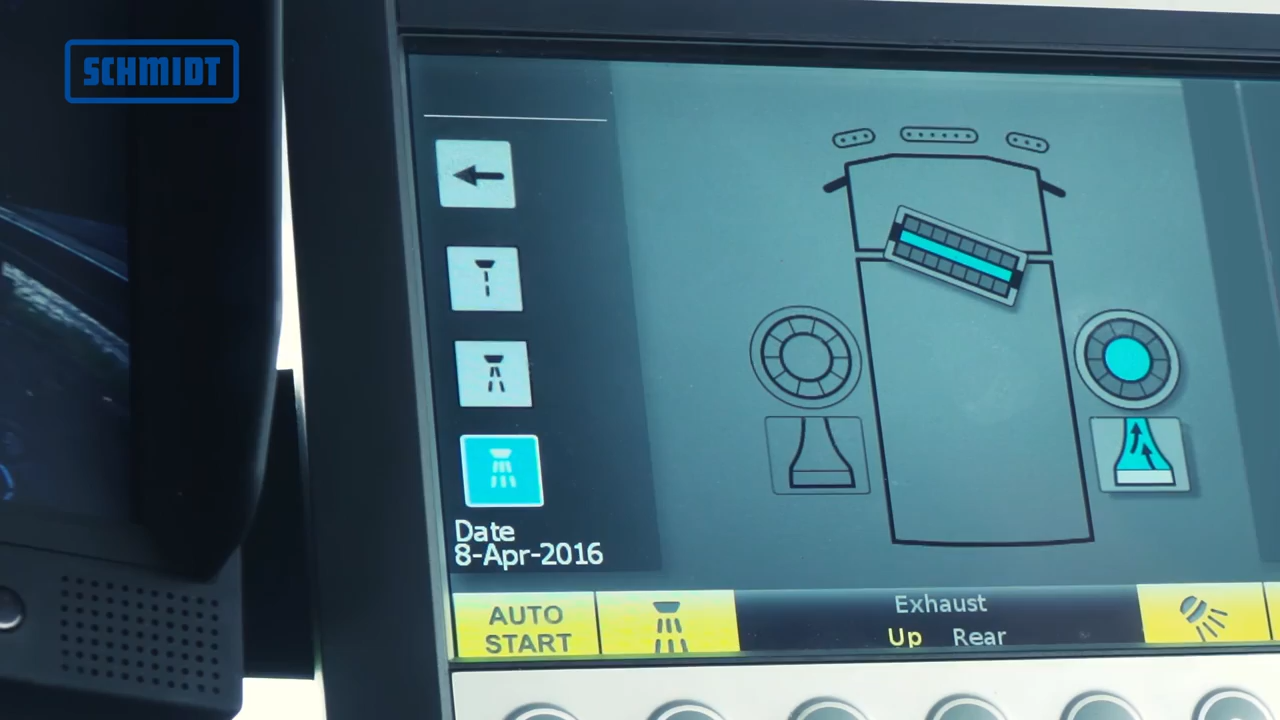 SCHMIDT
Date
8-Apr-2016
AUTO
START
Exhaust
Up Rear